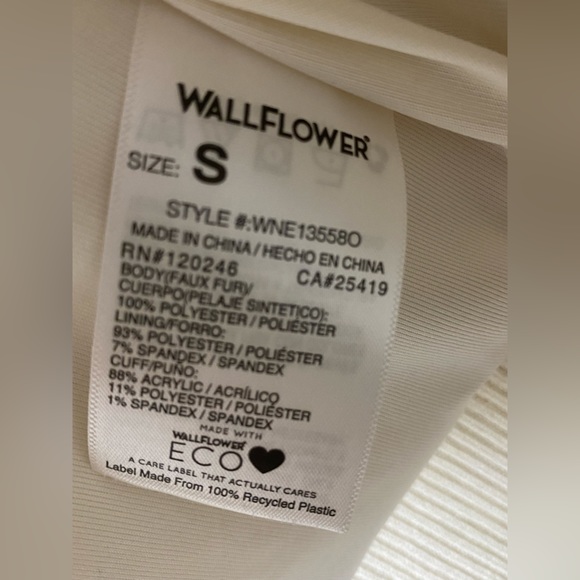 WALLFLOWER®
SIZE: S
STYLE #:WNE13558O
MADE IN CHINA / HECHO EN CHINA
RN#120246 CA#25419
BODY(FAUX FUR)/
CUERPO(PELAJE SINTETICO):
100% POLYESTER / POLIÉSTER
LINING/FORRO:
93% POLYESTER / POLIÉSTER
7% SPANDEX / SPANDEX
CUFF/PUÑO:
88% ACRYLIC / ACRÍLICO
11% POLYESTER / POLIÉSTER
1% SPANDEX / SPANDEX
MADE WITH
WALLFLOWER®
ECO
A CARE LABEL THAT ACTUALLY CARES
Label Made From 100% Recycled Plastic